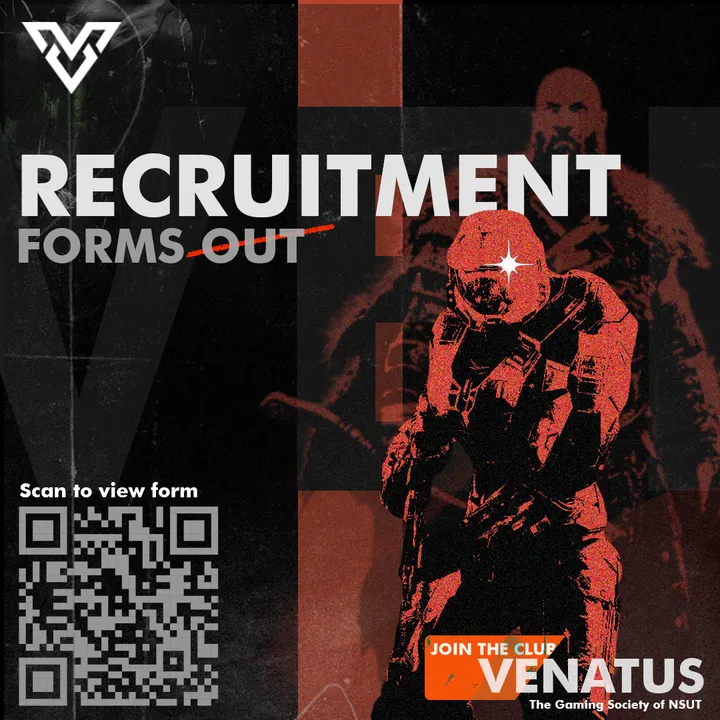 RECRUITMENT
FORMS OUT
Scan to view form
JOIN THE CLUB
VENATUS
The Gaming Society of NSUT